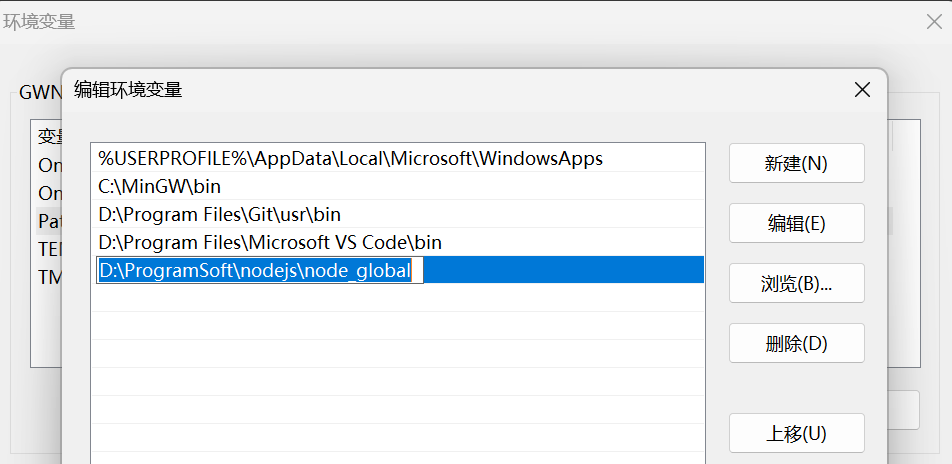 环境变量
GWN
编辑环境变量
变量
On
On
Pat
TEM
TM
%USERPROFILE%\AppData\Local\Microsoft\WindowsApps
C:\MinGW\bin
D:\Program Files\Git\usr\bin
D:\Program Files\Microsoft VS Code\bin
D:\ProgramSoft\nodejs\node_global
新建(N)
编辑(E)
浏览(B)...
删除(D)
上移(U)